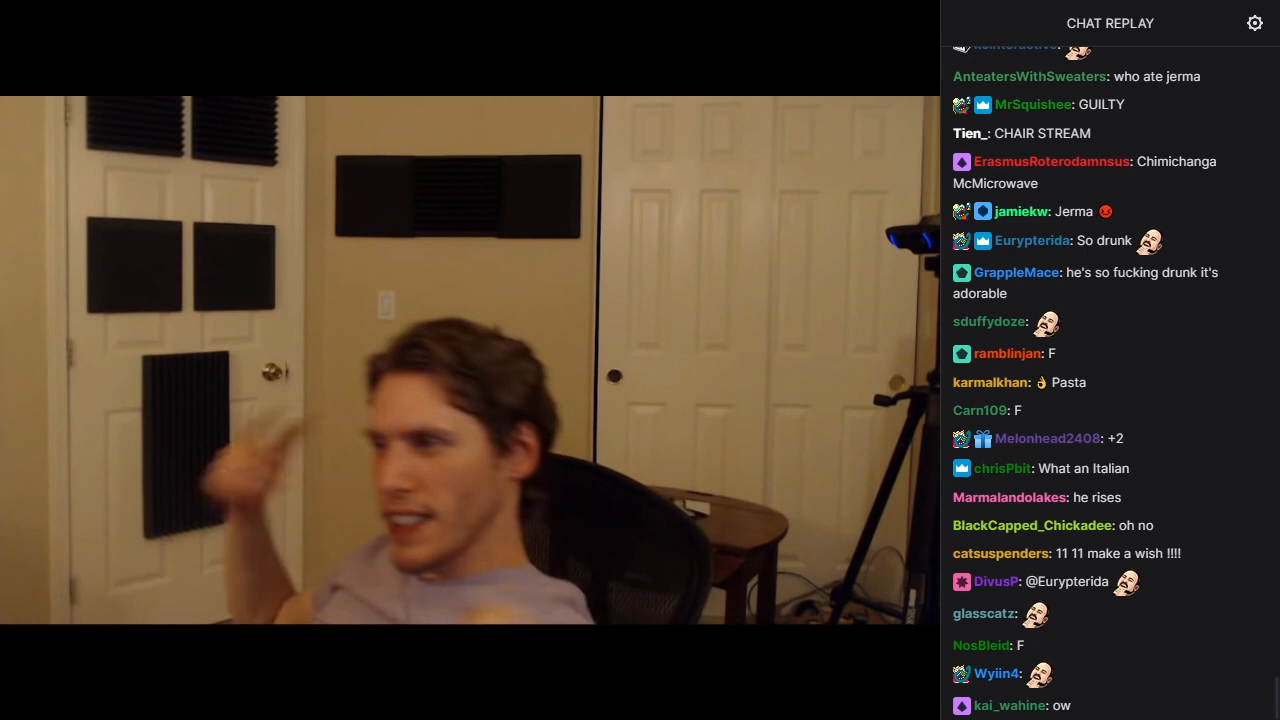 CHAT REPLAY
AnteatersWithSweaters: who ate jerma
MrSquishee: GUILTY
Tien_: CHAIR STREAM
ErasmusRoterodamnsus: Chimichanga
McMicrowave
jamiekw: Jerma
Eurypterida: So drunk
GrappleMace: he's so fucking drunk it's
adorable
sduffydoze:
ramblinjan: F
karmalkhan: 👌 Pasta
Carn109: F
Melonhead2408: +2
chrisPbit: What an Italian
Marmalandolakes: he rises
BlackCapped_Chickadee: oh no
catsuspenders: 11 11 make a wish !!!!
DivusP: @Eurypterida
glasscatz:
NosBleid: F
Wyiin4:
kai_wahine: ow